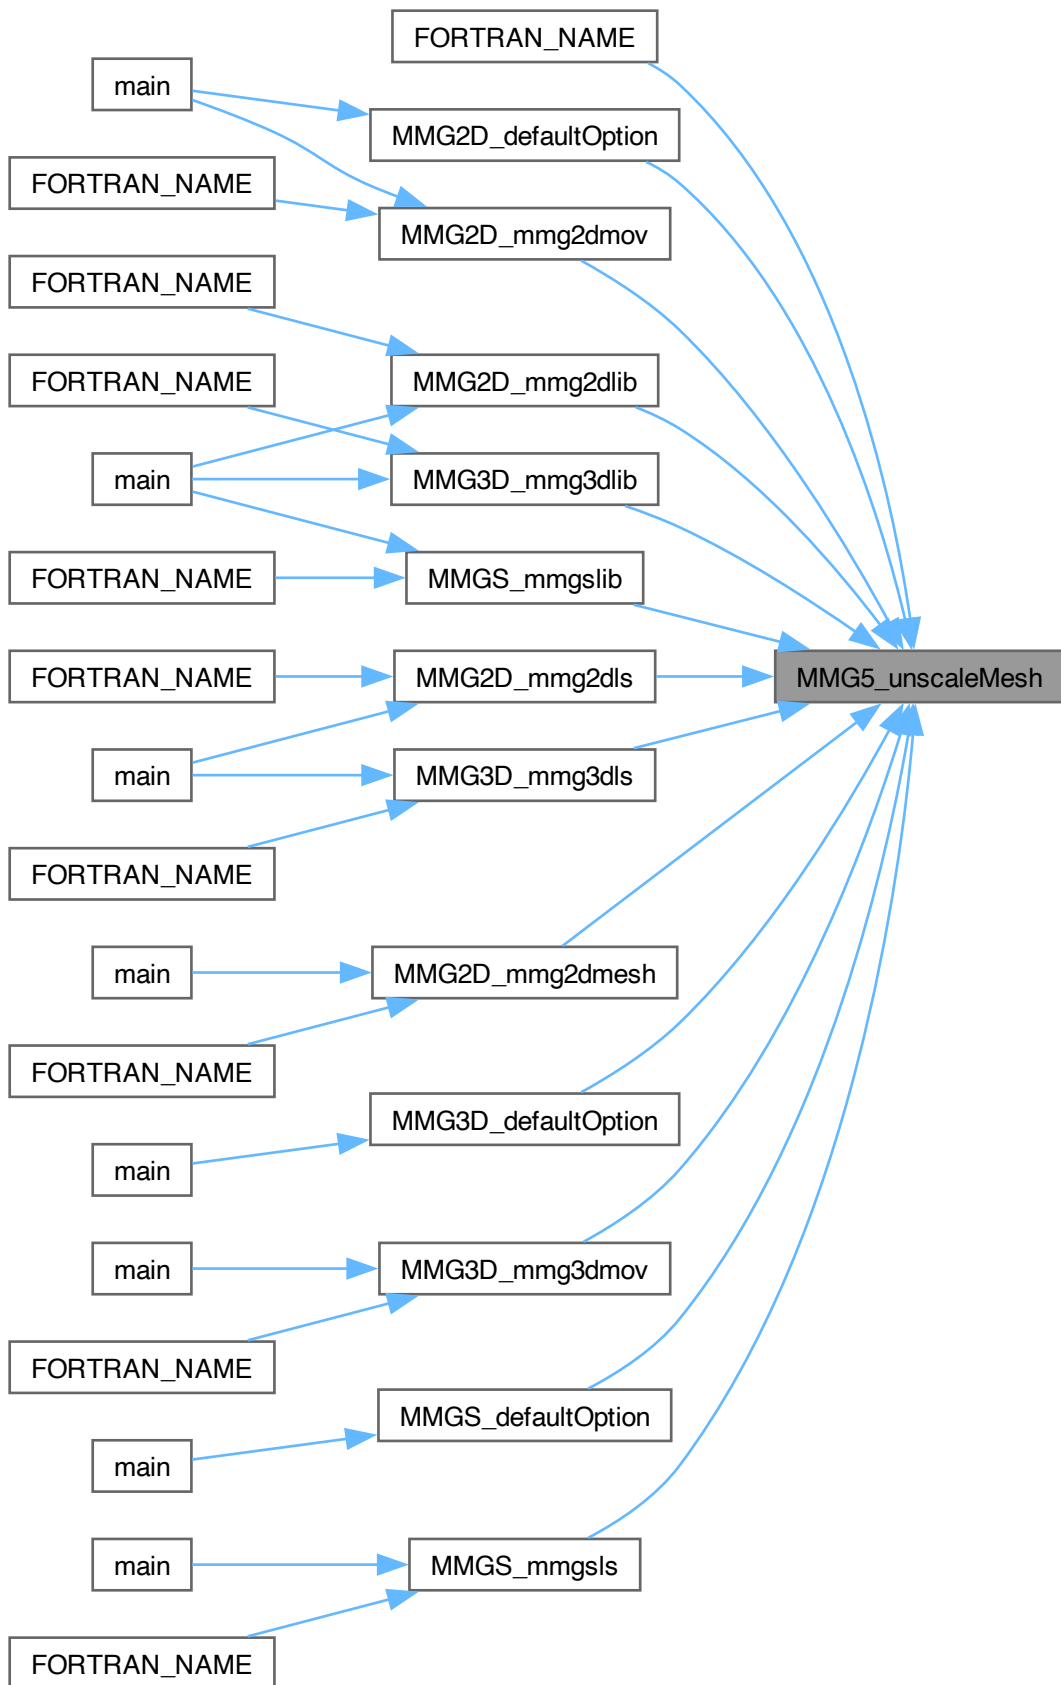 FORTRAN_NAME
main
MMG2D_defaultOption
FORTRAN_NAME
MMG2D_mmg2dmov
FORTRAN_NAME
MMG2D_mmg2dlib
FORTRAN_NAME
main
MMG3D_mmg3dlib
FORTRAN_NAME
MMGS_mmgslib
FORTRAN_NAME
MMG2D_mmg2dls
MMG5_unscaleMesh
main
MMG3D_mmg3dls
FORTRAN_NAME
main
MMG2D_mmg2dmesh
FORTRAN_NAME
MMG3D_defaultOption
main
main
MMG3D_mmg3dmov
FORTRAN_NAME
MMGS_defaultOption
main
main
MMGS_mmgsls
FORTRAN_NAME